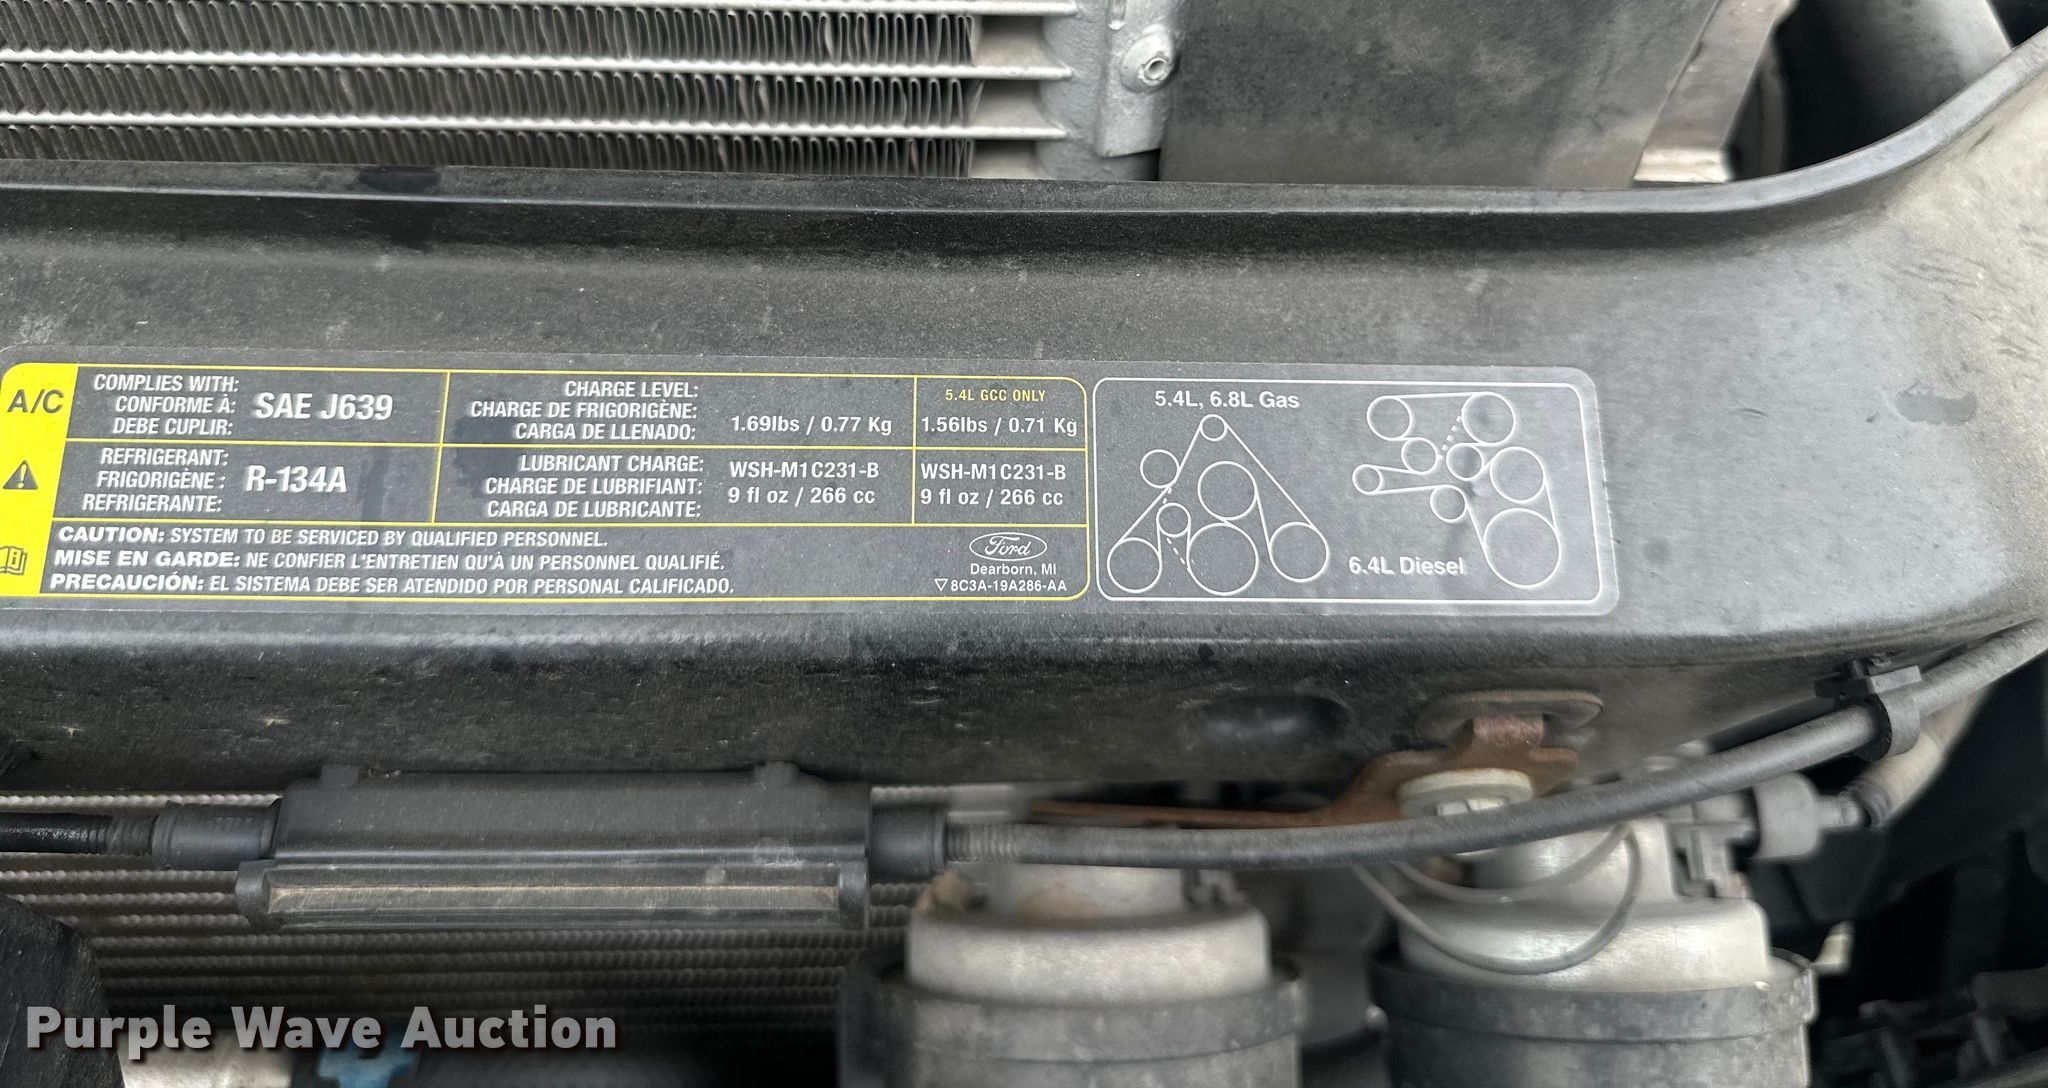 A/C
COMPLIES WITH:
CONFORME À:
DEBE CUPLIR:
SAE J639
REFRIGERANT:
FRIGORIGÈNE :
REFRIGERANTE:
R-134A
CHARGE LEVEL:
CHARGE DE FRIGORIGÈNE:
CARGA DE LLENADO:
1.69lbs / 0.77 Kg
5.4L GCC ONLY
1.56lbs / 0.71 Kg
LUBRICANT CHARGE:
CHARGE DE LUBRIFIANT:
CARGA DE LUBRICANTE:
WSH-M1C231-B
9 fl oz / 266 cc
WSH-M1C231-B
9 fl oz / 266 cc
CAUTION: SYSTEM TO BE SERVICED BY QUALIFIED PERSONNEL.
MISE EN GARDE: NE CONFIER L'ENTRETIEN QU'À UN PERSONNEL QUALIFIÉ.
PRECAUCIÓN: EL SISTEMA DEBE SER ATENDIDO POR PERSONAL CALIFICADO.
Ford
Dearborn, MI
8C3A-19A286-AA
5.4L, 6.8L Gas
6.4L Diesel
Purple Wave Auction